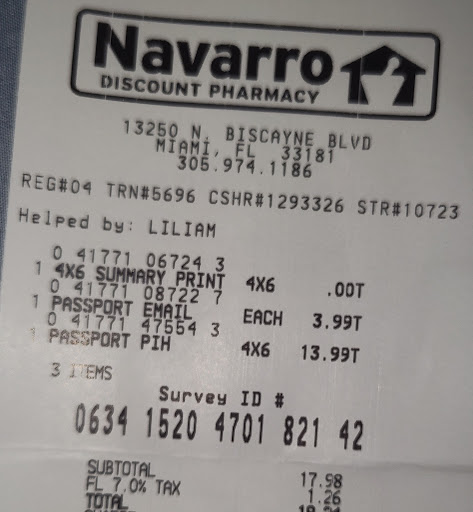 Navarro
DISCOUNT PHARMACY
13250 N. BISCAYNE BLVD
MIAMI, FL 33181
305.974.1186
REG#04 TRN#5696 CSHR#1293326 STR#10723
Helped by: LILIAM
0 41771 06724 3
1 4X6 SUMMARY PRINT 4X6 .00T
0 41771 08722 7
1 PASSPORT EMAIL EACH 3.99T
0 41771 47554 3
1 PASSPORT PIH 4X6 13.99T
3 ITEMS
Survey ID #
0634 1520 4701 821 42
SUBTOTAL 17.98
FL 7.0% TAX 1.26
TOTAL